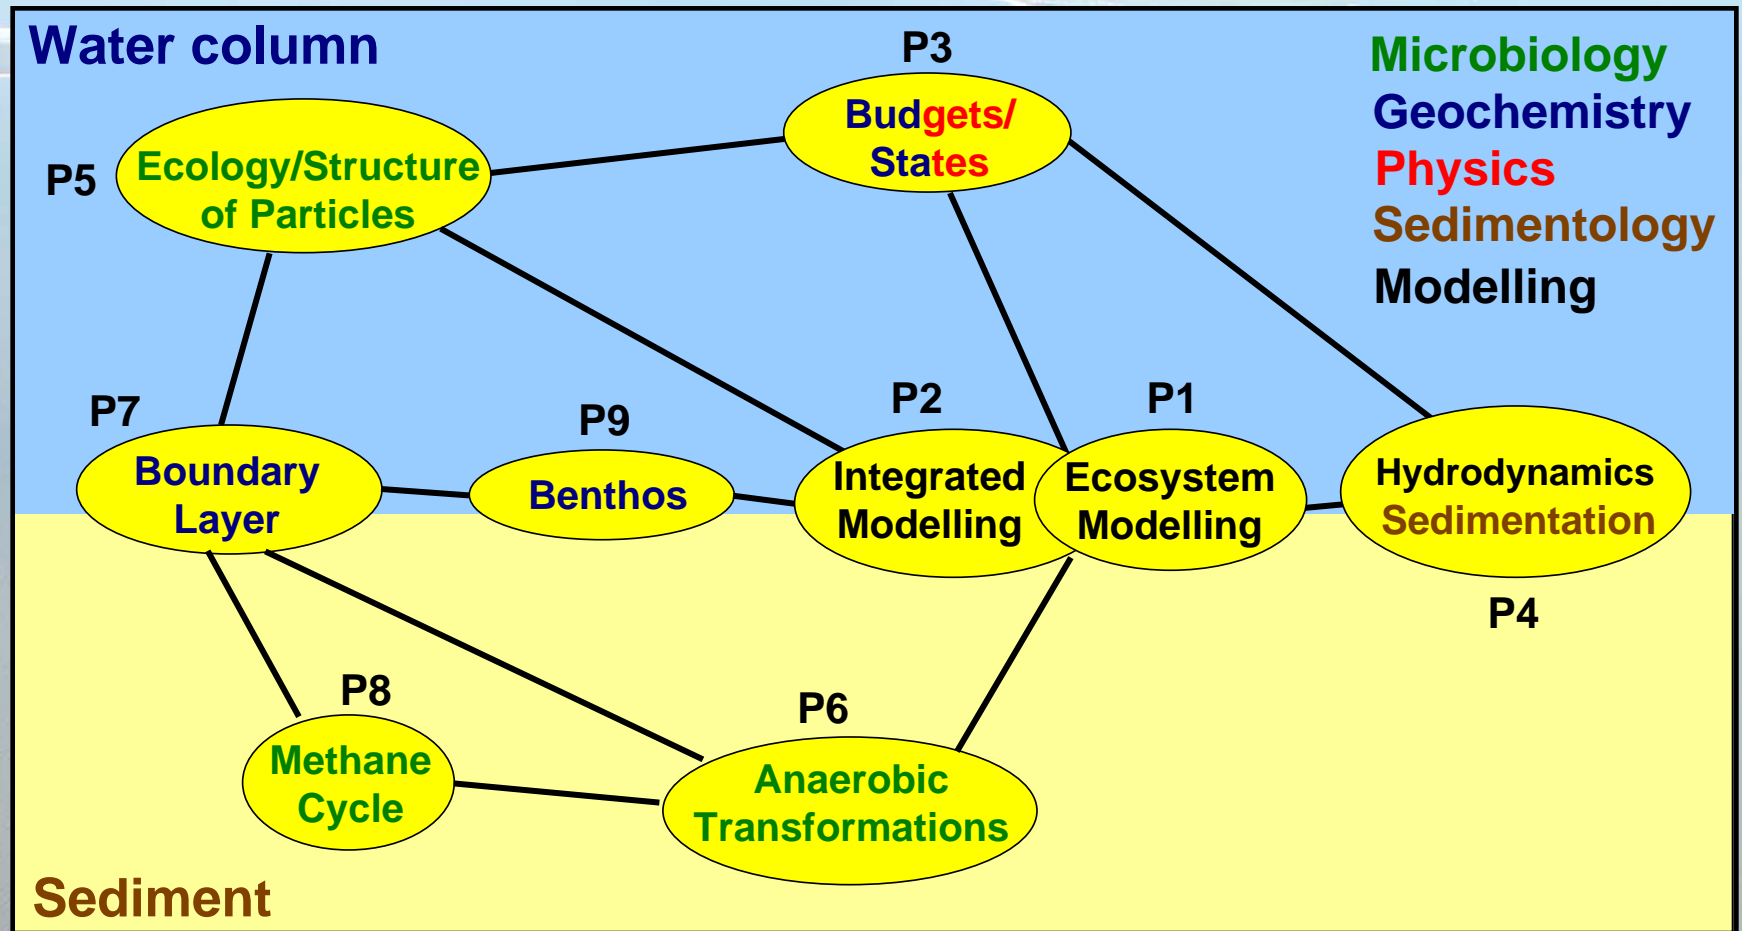 Water column
P3
Microbiology
Geochemistry
Physics
Sedimentology
Modelling
Budgets/
States
P5
Ecology/Structure
of Particles
P7
Boundary
Layer
P9
Benthos
P2
Integrated
Modelling
P1
Ecosystem
Modelling
Hydrodynamics
Sedimentation
P4
P8
Methane
Cycle
P6
Anaerobic
Transformations
Sediment